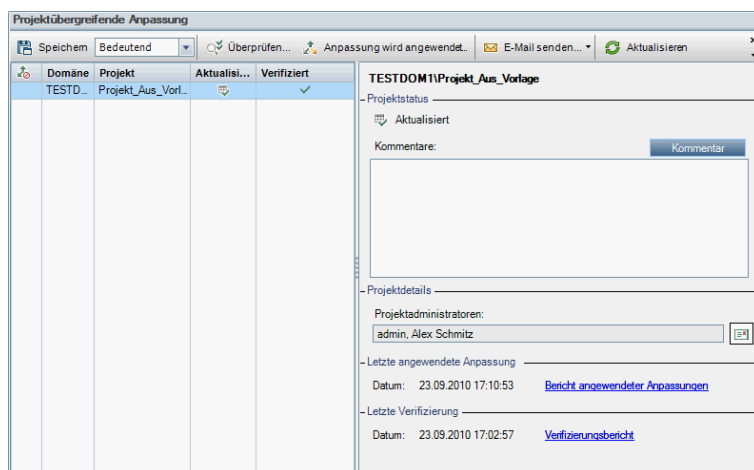 Projektübergreifende Anpassung
Speichern Bedeutend Überprüfen... Anpassung wird angewendet.. E-Mail senden... Aktualisieren
Domäne Projekt Aktualisi... Verifiziert
TESTD... Projekt_Aus_Vorl...
TESTDOM1\Projekt_Aus_Vorlage
Projektstatus
Aktualisiert
Kommentare: Kommentar
Projektdetails
Projektadministratoren:
admin, Alex Schmitz
Letzte angewendete Anpassung
Datum: 23.09.2010 17:10:53 Bericht angewendeter Anpassungen
Letzte Verifizierung
Datum: 23.09.2010 17:02:57 Verifizierungsbericht